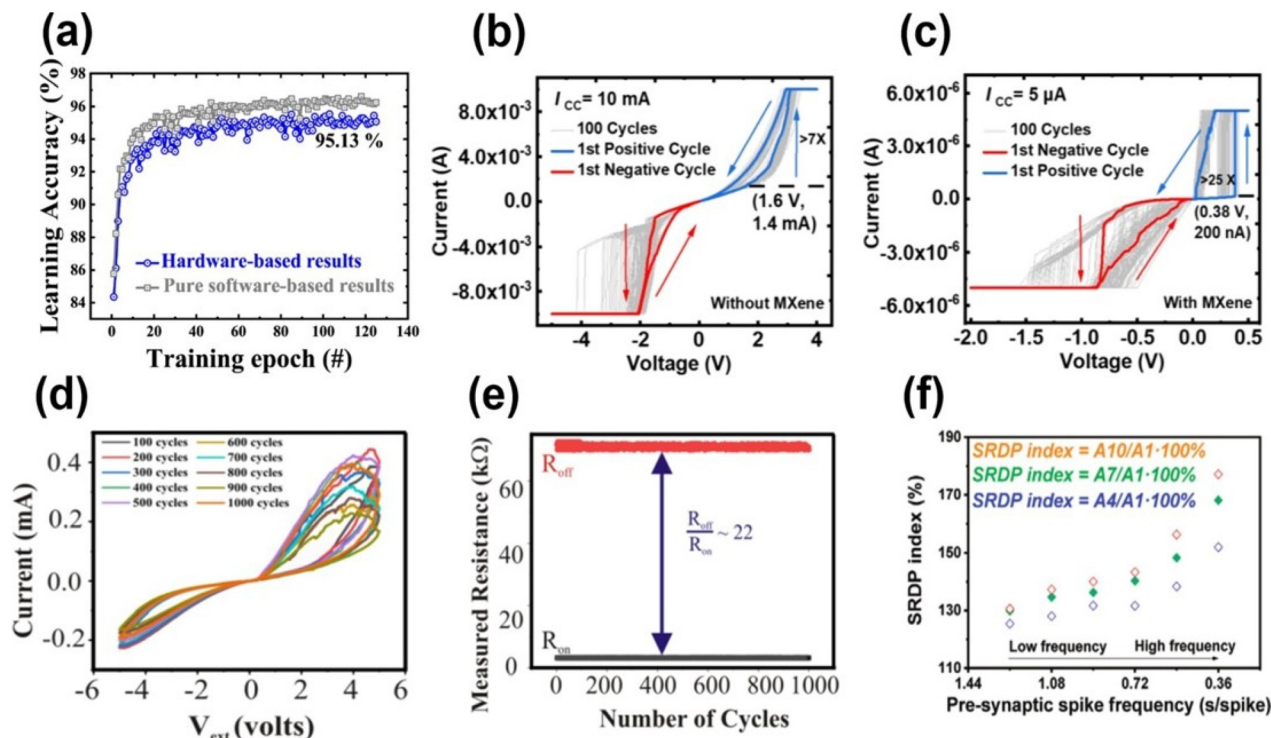 (a)
Learning Accuracy (%)
98
96
94
92
90
88
86
84
95.13 %
Hardware-based results
Pure software-based results
0 20 40 60 80 100 120 140
Training epoch (#)
(b)
Current (A)
8.0x10⁻³
4.0x10⁻³
0.0
-4.0x10⁻³
-8.0x10⁻³
I CC = 10 mA
100 Cycles
1st Positive Cycle
1st Negative Cycle
>7X
(1.6 V,
1.4 mA)
Without MXene
-4 -2 0 2 4
Voltage (V)
(c)
Current (A)
6.0x10⁻⁶
3.0x10⁻⁶
0.0
-3.0x10⁻⁶
-6.0x10⁻⁶
I CC = 5 µA
100 Cycles
1st Negative Cycle
1st Positive Cycle
>25 X
(0.38 V,
200 nA)
With MXene
-2.0 -1.5 -1.0 -0.5 0.0 0.5
Voltage (V)
(d)
Current (mA)
0.4
0.2
0.0
-0.2
100 cycles
200 cycles
300 cycles
400 cycles
500 cycles
600 cycles
700 cycles
800 cycles
900 cycles
1000 cycles
-6 -4 -2 0 2 4 6
V_ext (volts)
(e)
Measured Resistance (kΩ)
60
40
20
0
R_off
R_off/R_on ~ 22
R_on
0 200 400 600 800 1000
Number of Cycles
(f)
SRDP index (%)
190
170
150
130
110
SRDP index = A10/A1·100%
SRDP index = A7/A1·100%
SRDP index = A4/A1·100%
Low frequency High frequency
1.44 1.08 0.72 0.36
Pre-synaptic spike frequency (s/spike)